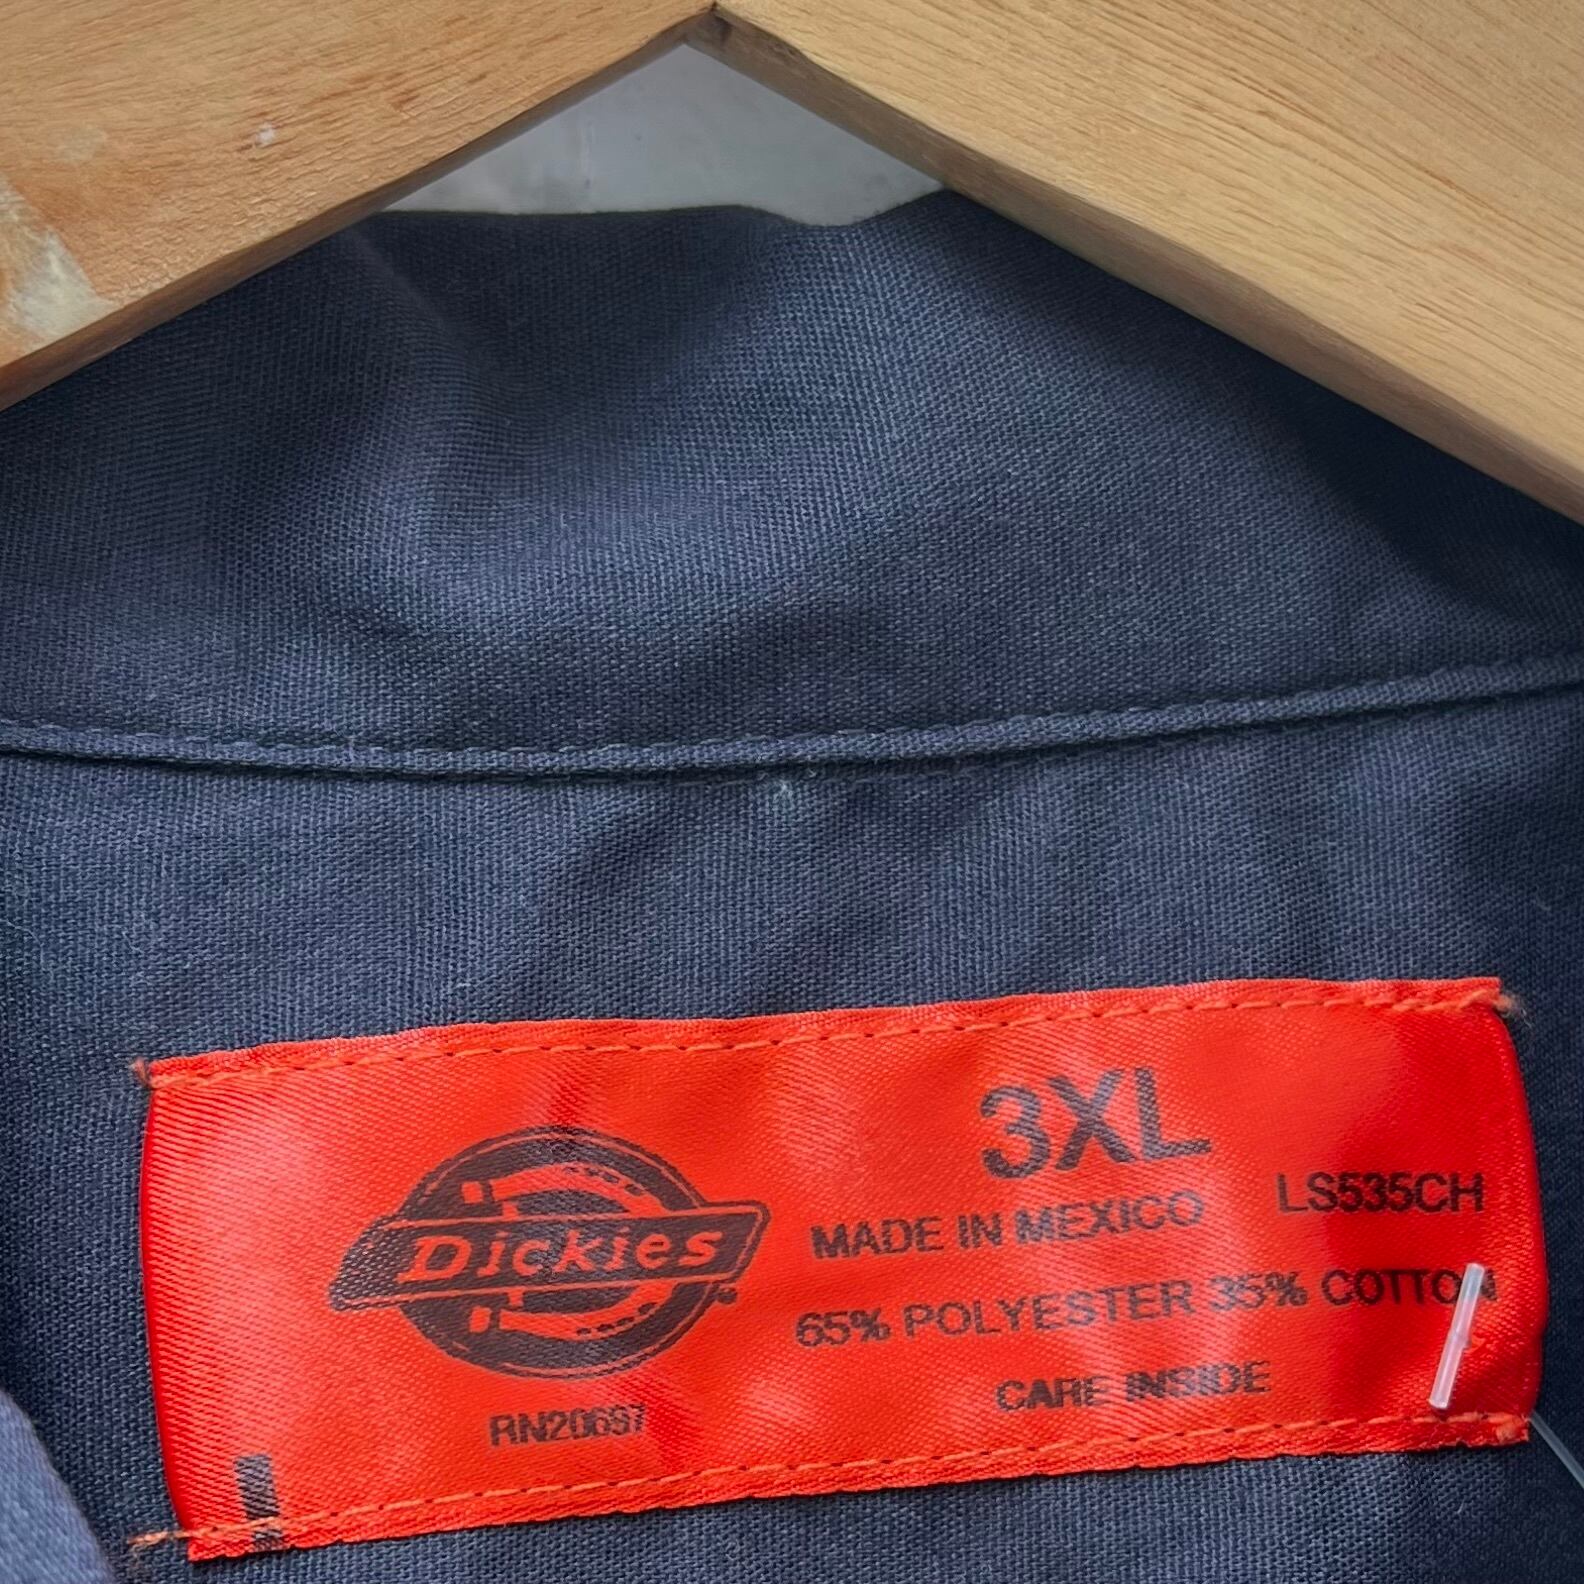 3XL
Dickies
MADE IN MEXICO
LS535CH
65% POLYESTER 35% COTTON
CARE INSIDE
RN20697